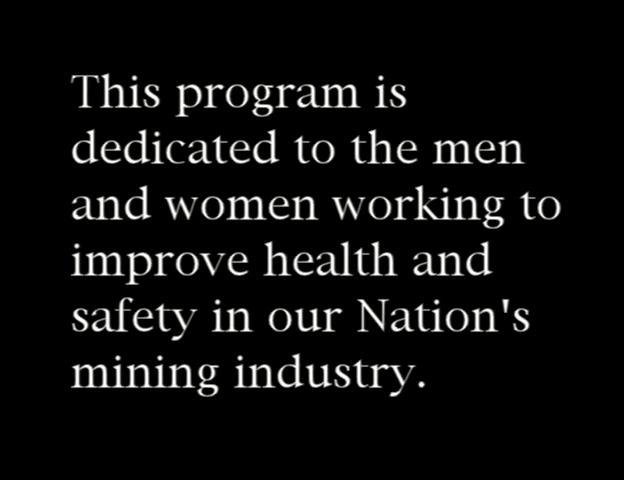 This program is
dedicated to the men
and women working to
improve health and
safety in our Nation's
mining industry.